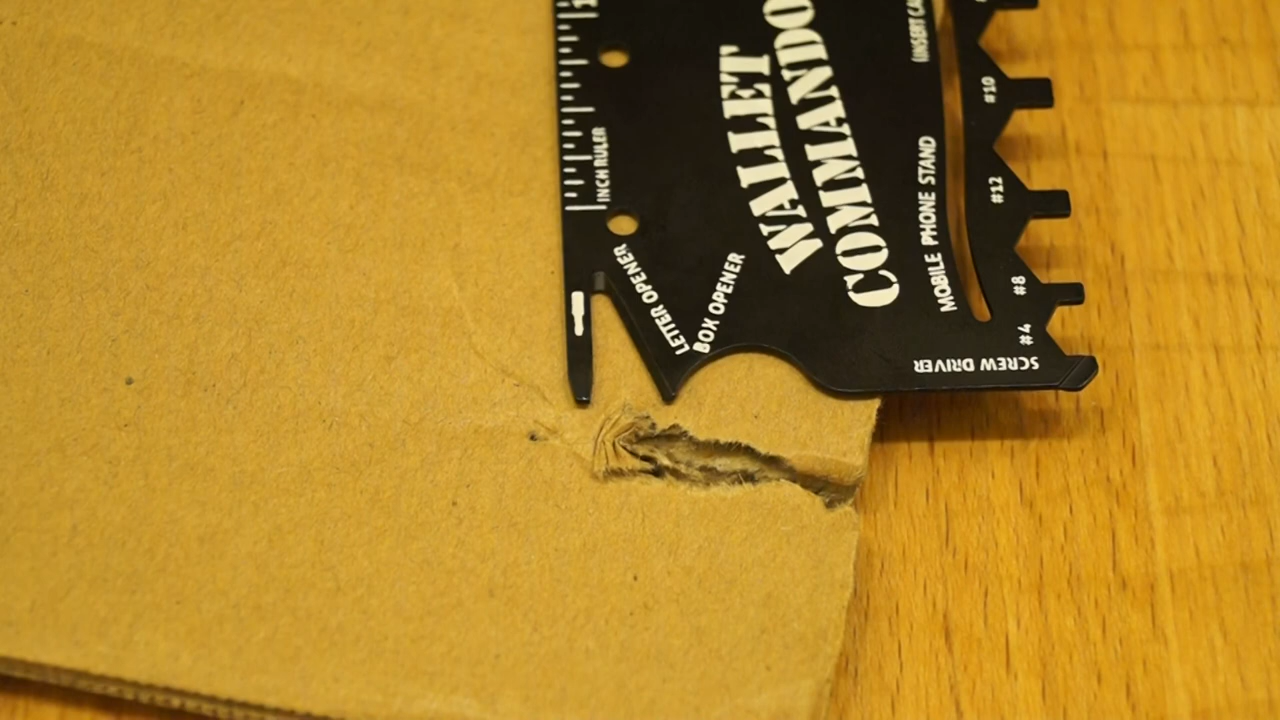 WALLET
COMMANDO
INCH RULER
LETTER OPENER
BOX OPENER
MOBILE PHONE STAND
#10
#12
#8
#4
SCREW DRIVER